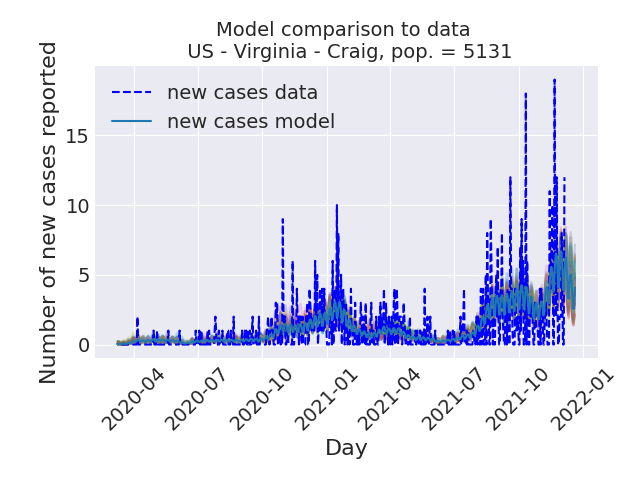 Model comparison to data
US - Virginia - Craig, pop. = 5131
Number of new cases reported
new cases data
new cases model
15
10
5
0
2020-04
2020-07
2020-10
2021-01
2021-04
2021-07
2021-10
2022-01
Day